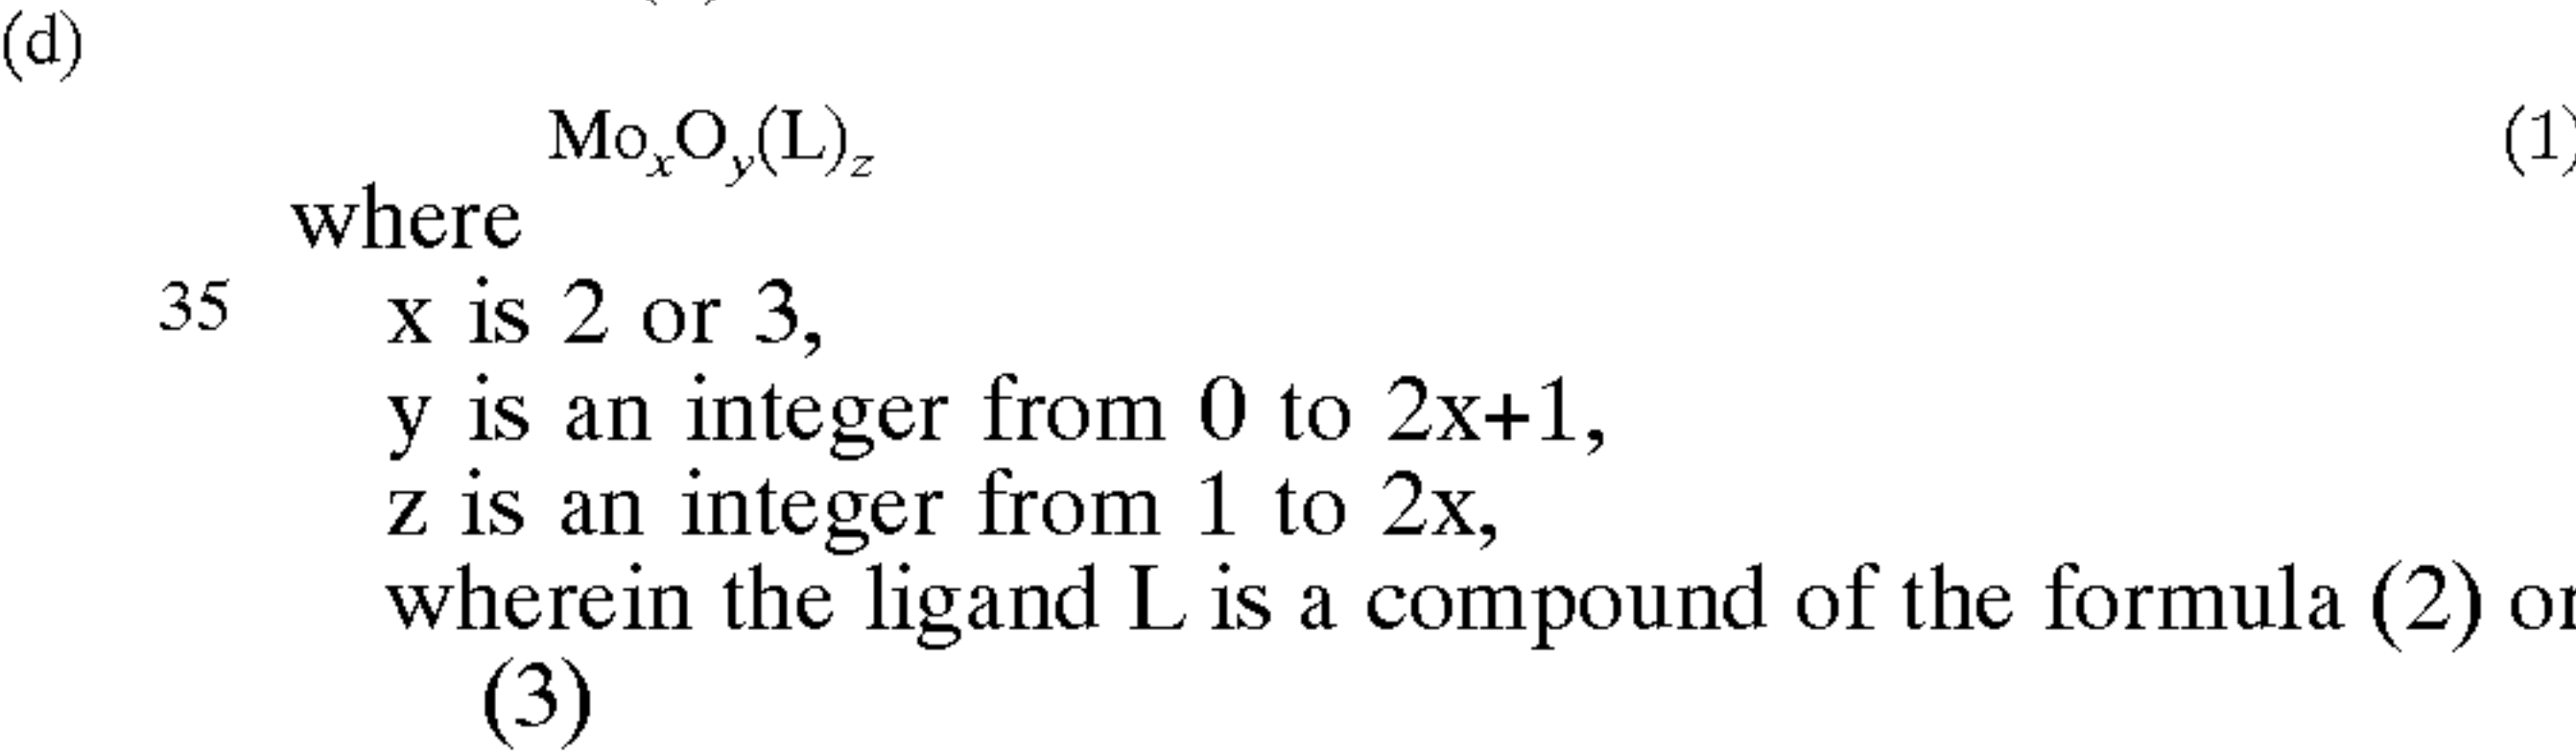 (d)
MoₓOᵧ(L)z (1)
where
35 x is 2 or 3,
y is an integer from 0 to 2x+1,
z is an integer from 1 to 2x,
wherein the ligand L is a compound of the formula (2) or
(3)